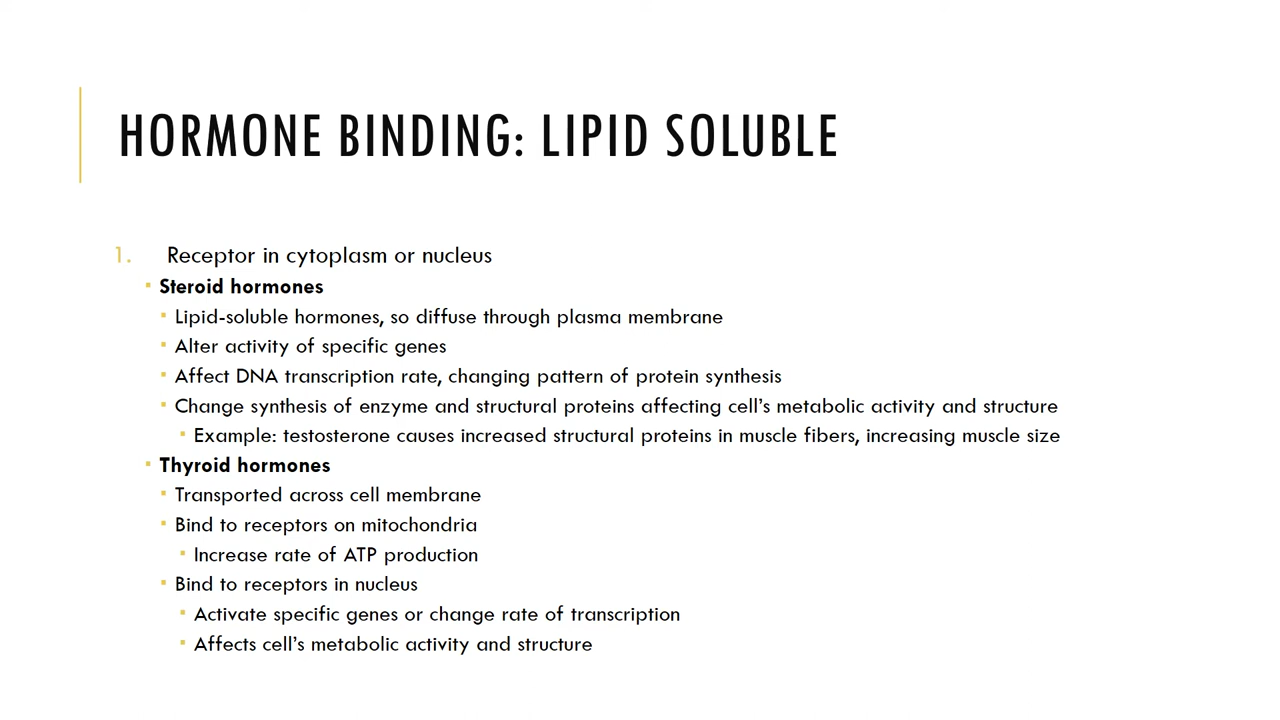 HORMONE BINDING: LIPID SOLUBLE
1. Receptor in cytoplasm or nucleus
▪ Steroid hormones
▪ Lipid-soluble hormones, so diffuse through plasma membrane
▪ Alter activity of specific genes
▪ Affect DNA transcription rate, changing pattern of protein synthesis
▪ Change synthesis of enzyme and structural proteins affecting cell’s metabolic activity and structure
▪ Example: testosterone causes increased structural proteins in muscle fibers, increasing muscle size
▪ Thyroid hormones
▪ Transported across cell membrane
▪ Bind to receptors on mitochondria
▪ Increase rate of ATP production
▪ Bind to receptors in nucleus
▪ Activate specific genes or change rate of transcription
▪ Affects cell’s metabolic activity and structure